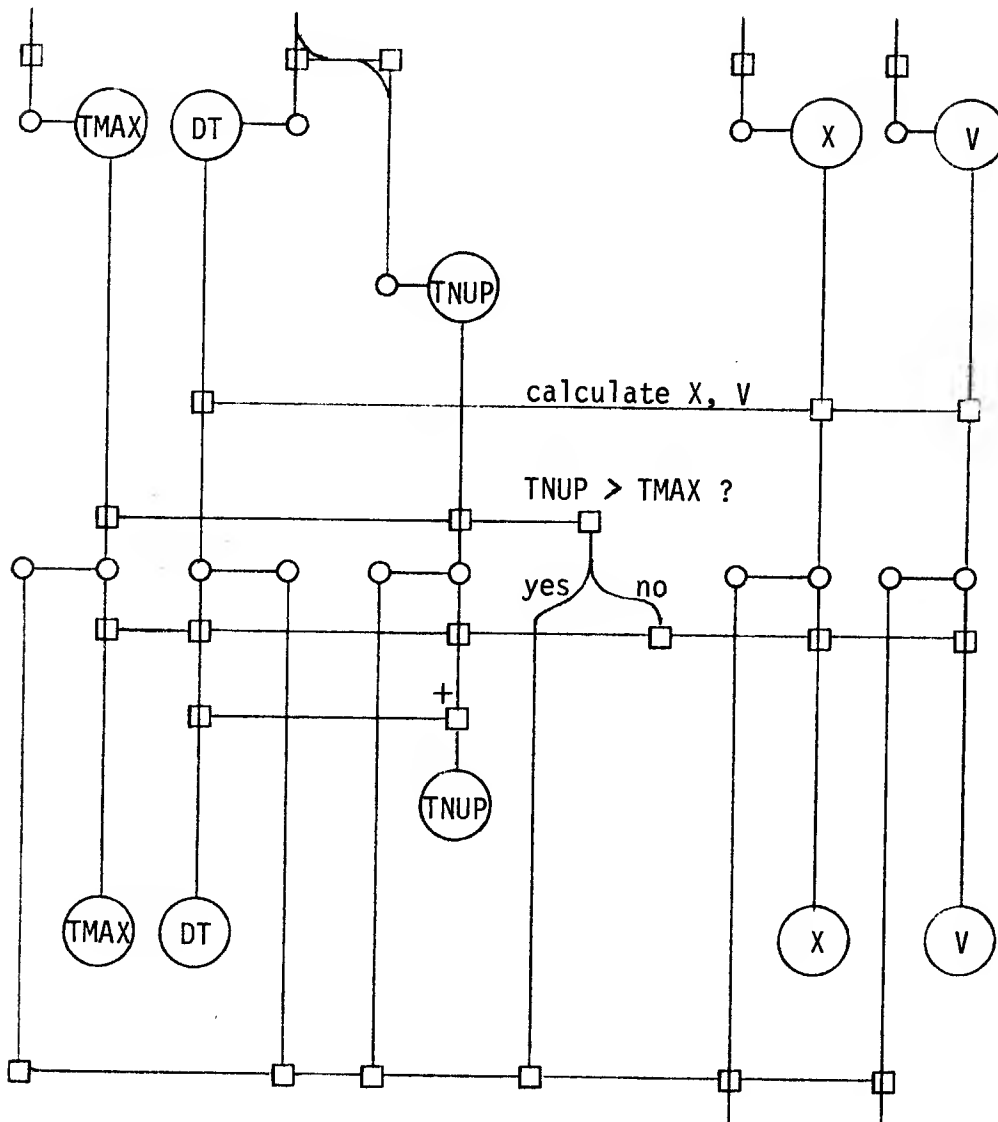 TMAX
DT
X
V
TNUP
calculate X, V
TNUP > TMAX ?
yes
no
+
TNUP
TMAX
DT
X
V